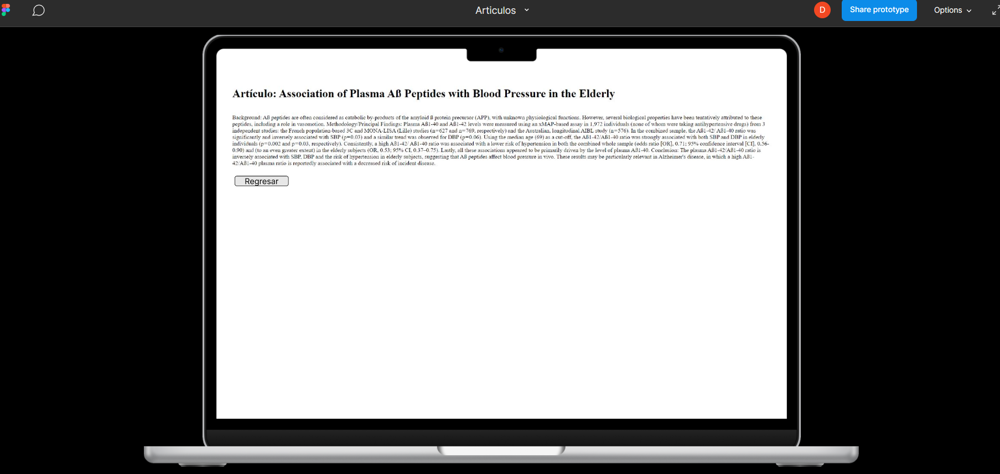 Articulos
D
Share prototype
Options
Artículo: Association of Plasma Aß Peptides with Blood Pressure in the Elderly
Background: Aß peptides are often considered as catabolic by-products of the amyloid ß protein precursor (APP), with unknown physiological functions. However, several biological properties have been tentatively attributed to these
peptides, including a role in vasomotion. Methodology/Principal Findings: Plasma Aß1-40 and Aß1-42 levels were measured using an xMAP-based assay in 1,972 individuals (none of whom were taking antihypertensive drugs) from 3
independent studies: the French population-based 3C and MONA-LISA (Lille) studies (n=627 and n=769, respectively) and the Australian, longitudinal AIBL study (n=576). In the combined sample, the Aß1-42/ Aß1-40 ratio was
significantly and inversely associated with SBP (p=0.03) and a similar trend was observed for DBP (p=0.06). Using the median age (69) as a cut-off, the Aß1-42/Aß1-40 ratio was strongly associated with both SBP and DBP in elderly
individuals (p=0.002 and p=0.03, respectively). Consistently, a high Aß1-42/ Aß1-40 ratio was associated with a lower risk of hypertension in both the combined whole sample (odds ratio [OR], 0.71; 95% confidence interval [CI], 0.56-
0.90) and (to an even greater extent) in the elderly subjects (OR, 0.53; 95% CI, 0.37–0.75). Lastly, all these associations appeared to be primarily driven by the level of plasma Aß1-40. Conclusion: The plasma Aß1-42/Aß1-40 ratio is
inversely associated with SBP, DBP and the risk of hypertension in elderly subjects, suggesting that Aß peptides affect blood pressure in vivo. These results may be particularly relevant in Alzheimer's disease, in which a high Aß1-
42/Aß1-40 plasma ratio is reportedly associated with a decreased risk of incident disease.
Regresar